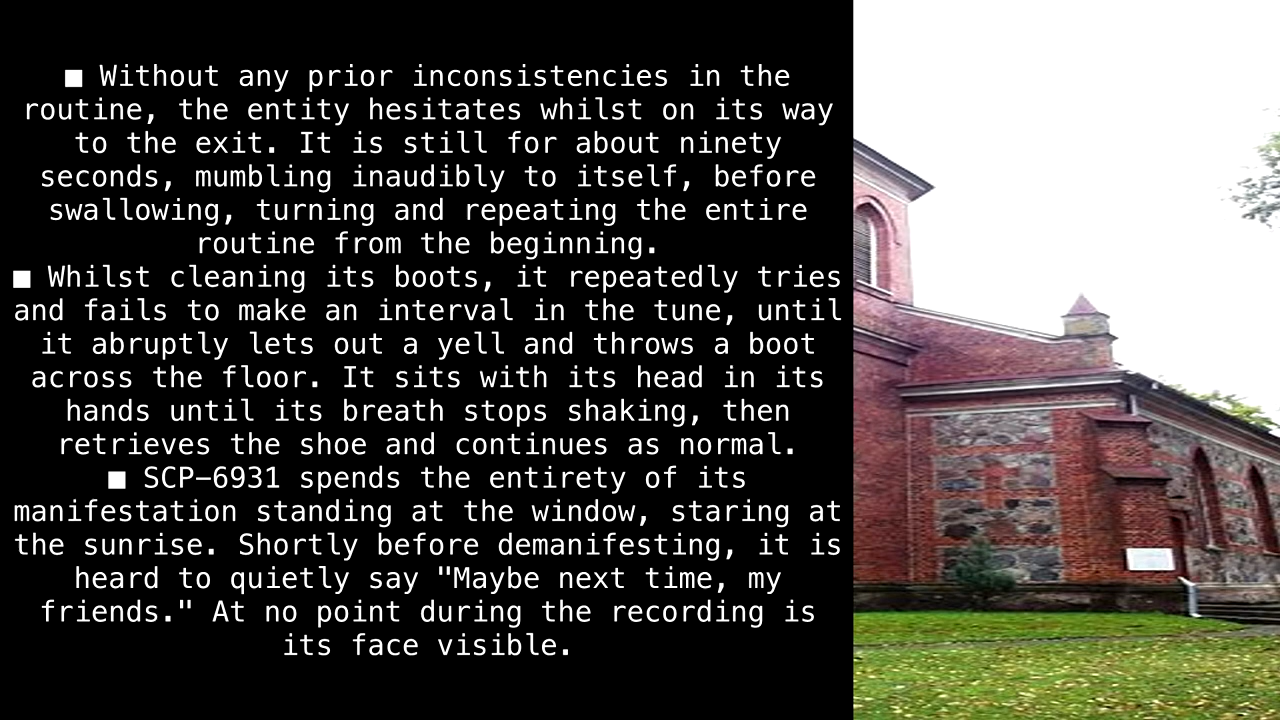 ■ Without any prior inconsistencies in the
routine, the entity hesitates whilst on its way
to the exit. It is still for about ninety
seconds, mumbling inaudibly to itself, before
swallowing, turning and repeating the entire
routine from the beginning.
■ Whilst cleaning its boots, it repeatedly tries
and fails to make an interval in the tune, until
it abruptly lets out a yell and throws a boot
across the floor. It sits with its head in its
hands until its breath stops shaking, then
retrieves the shoe and continues as normal.
■ SCP-6931 spends the entirety of its
manifestation standing at the window, staring at
the sunrise. Shortly before demanifesting, it is
heard to quietly say "Maybe next time, my
friends." At no point during the recording is
its face visible.